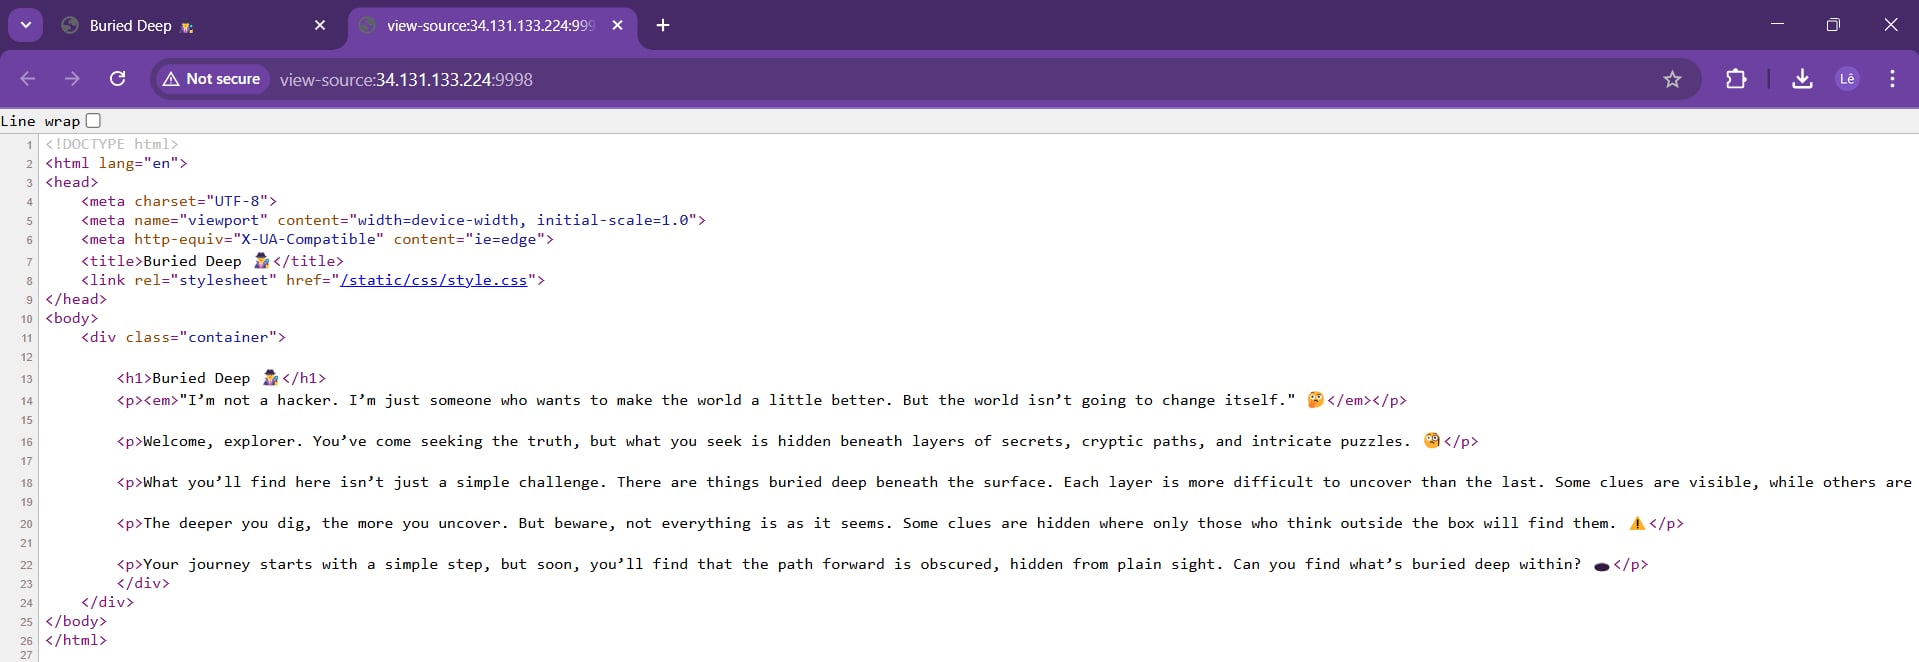 Buried Deep 🕵️
view-source:34.131.133.224:999
Not secure view-source:34.131.133.224:9998
Lê
Line wrap
1 <!DOCTYPE html>
2 <html lang="en">
3 <head>
4 <meta charset="UTF-8">
5 <meta name="viewport" content="width=device-width, initial-scale=1.0">
6 <meta http-equiv="X-UA-Compatible" content="ie=edge">
7 <title>Buried Deep 🕵️</title>
8 <link rel="stylesheet" href="/static/css/style.css">
9 </head>
10 <body>
11 <div class="container">
12
13 <h1>Buried Deep 🕵️</h1>
14 <p><em>"I’m not a hacker. I’m just someone who wants to make the world a little better. But the world isn’t going to change itself." 🤔</em></p>
15
16 <p>Welcome, explorer. You’ve come seeking the truth, but what you seek is hidden beneath layers of secrets, cryptic paths, and intricate puzzles. 🧐</p>
17
18 <p>What you’ll find here isn’t just a simple challenge. There are things buried deep beneath the surface. Each layer is more difficult to uncover than the last. Some clues are visible, while others are
19
20 <p>The deeper you dig, the more you uncover. But beware, not everything is as it seems. Some clues are hidden where only those who think outside the box will find them. ⚠️</p>
21
22 <p>Your journey starts with a simple step, but soon, you’ll find that the path forward is obscured, hidden from plain sight. Can you find what’s buried deep within? 🕳️</p>
23 </div>
24 </div>
25 </body>
26 </html>
27